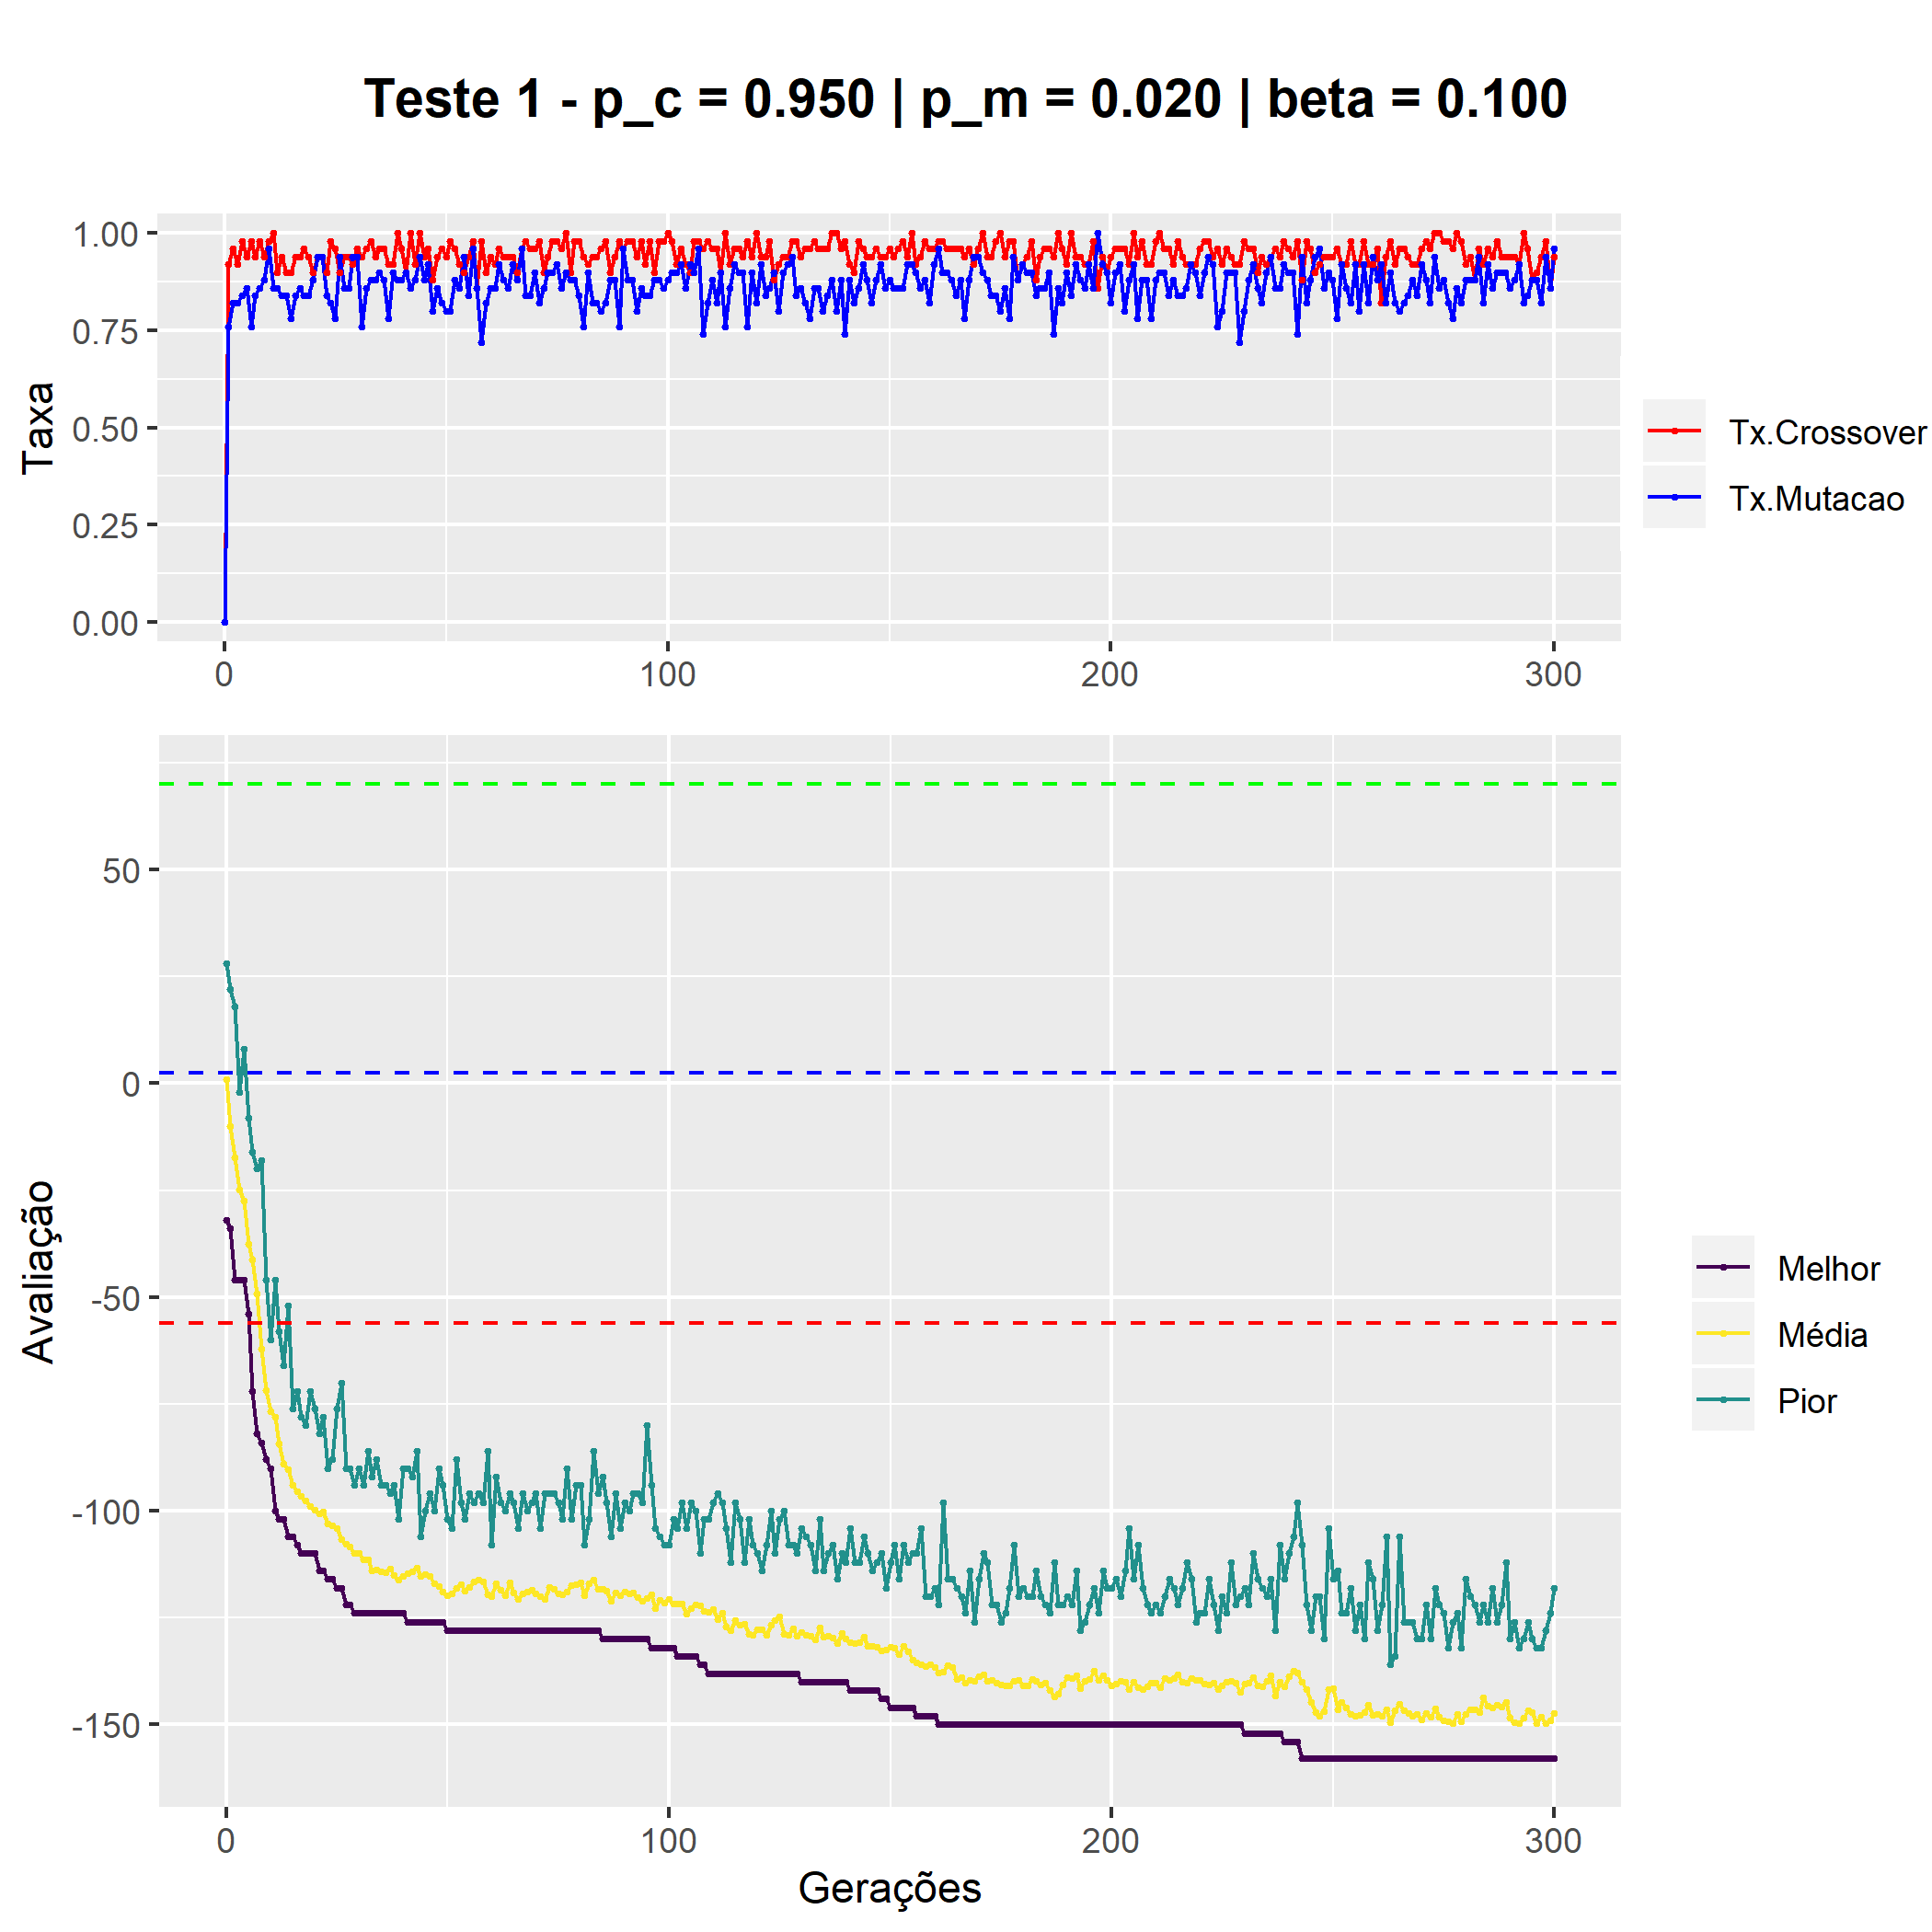 Teste 1 - p_c = 0.950 | p_m = 0.020 | beta = 0.100
1.00
0.75
0.50
0.25
0.00
Taxa
0 100 200 300
Tx.Crossover
Tx.Mutacao
50
0
-50
-100
-150
Avaliação
0 100 200 300
Gerações
Melhor
Média
Pior